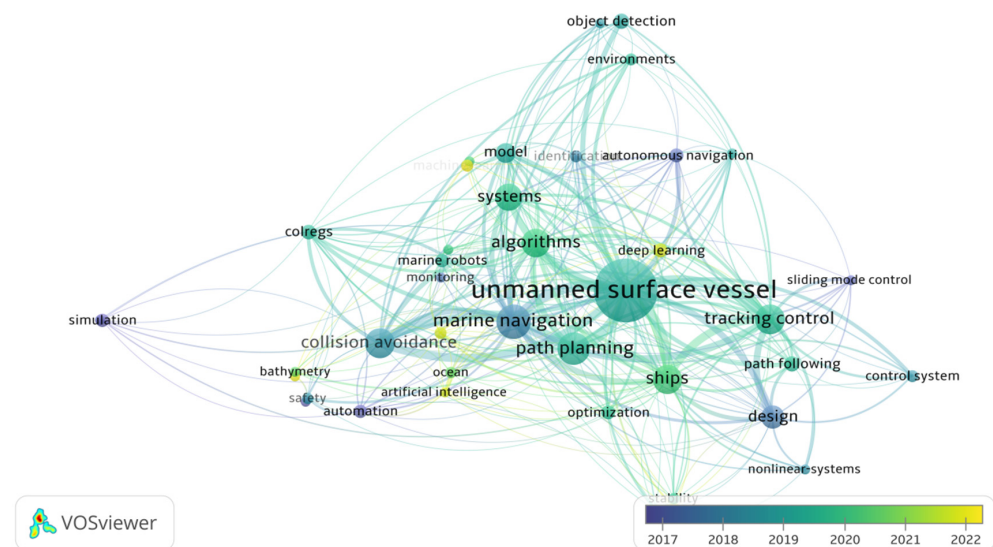 object detection
environments
model
identification
autonomous navigation
systems
colregs
algorithms
deep learning
marine robots
monitoring
sliding mode control
unmanned surface vessel
simulation
marine navigation
tracking control
collision avoidance
path planning
path following
bathymetry
ocean
ships
control system
artificial intelligence
safety
automation
optimization
design
nonlinear-systems
stability
VOSviewer
2017 2018 2019 2020 2021 2022